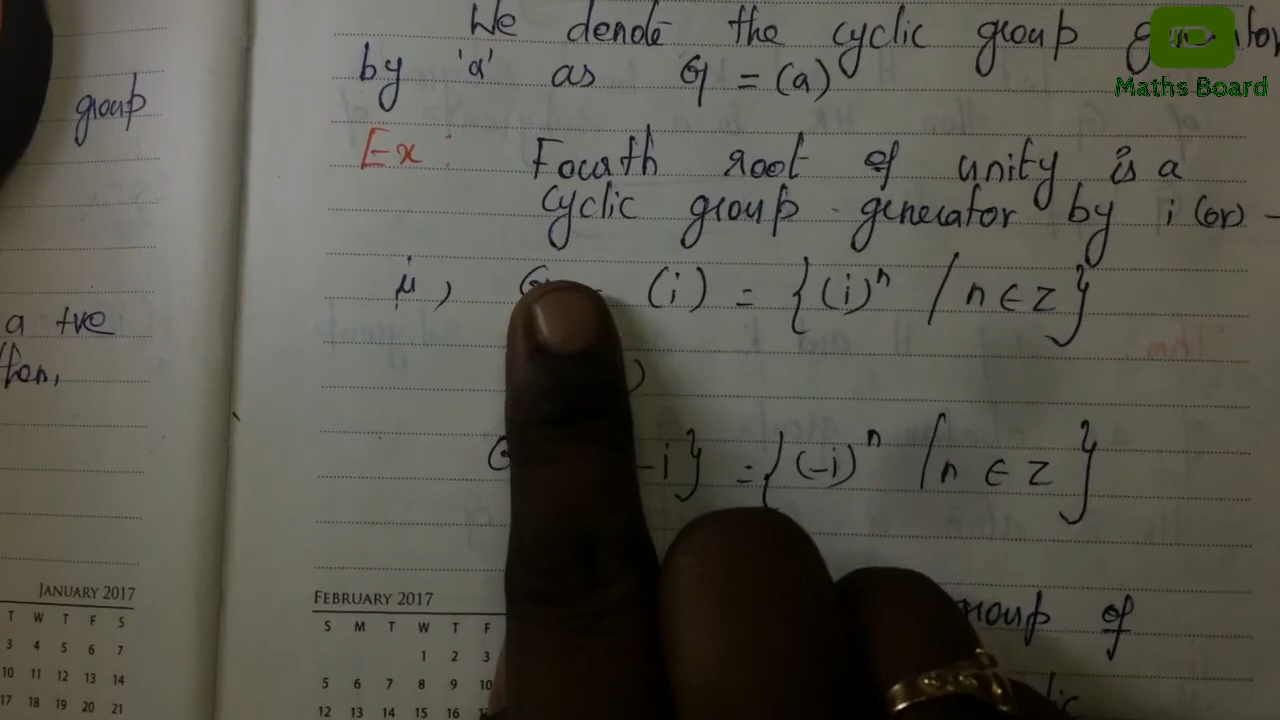 We denote the cyclic group
by 'a' as G = (a)
Maths Board
group
Ex: Fourth root of unity is a
cyclic group generator by i (or) -
i, G = (i) = {(i)ⁿ / n ∈ z}
a +ve
then,
)
G -i} = {(-i)ⁿ / n ∈ z}
group of
JANUARY 2017
T W T F S
3 4 5 6 7
10 11 12 13 14
17 18 19 20 21
FEBRUARY 2017
S M T W T F
1 2 3
5 6 7 8 9 10
12 13 14 15 16